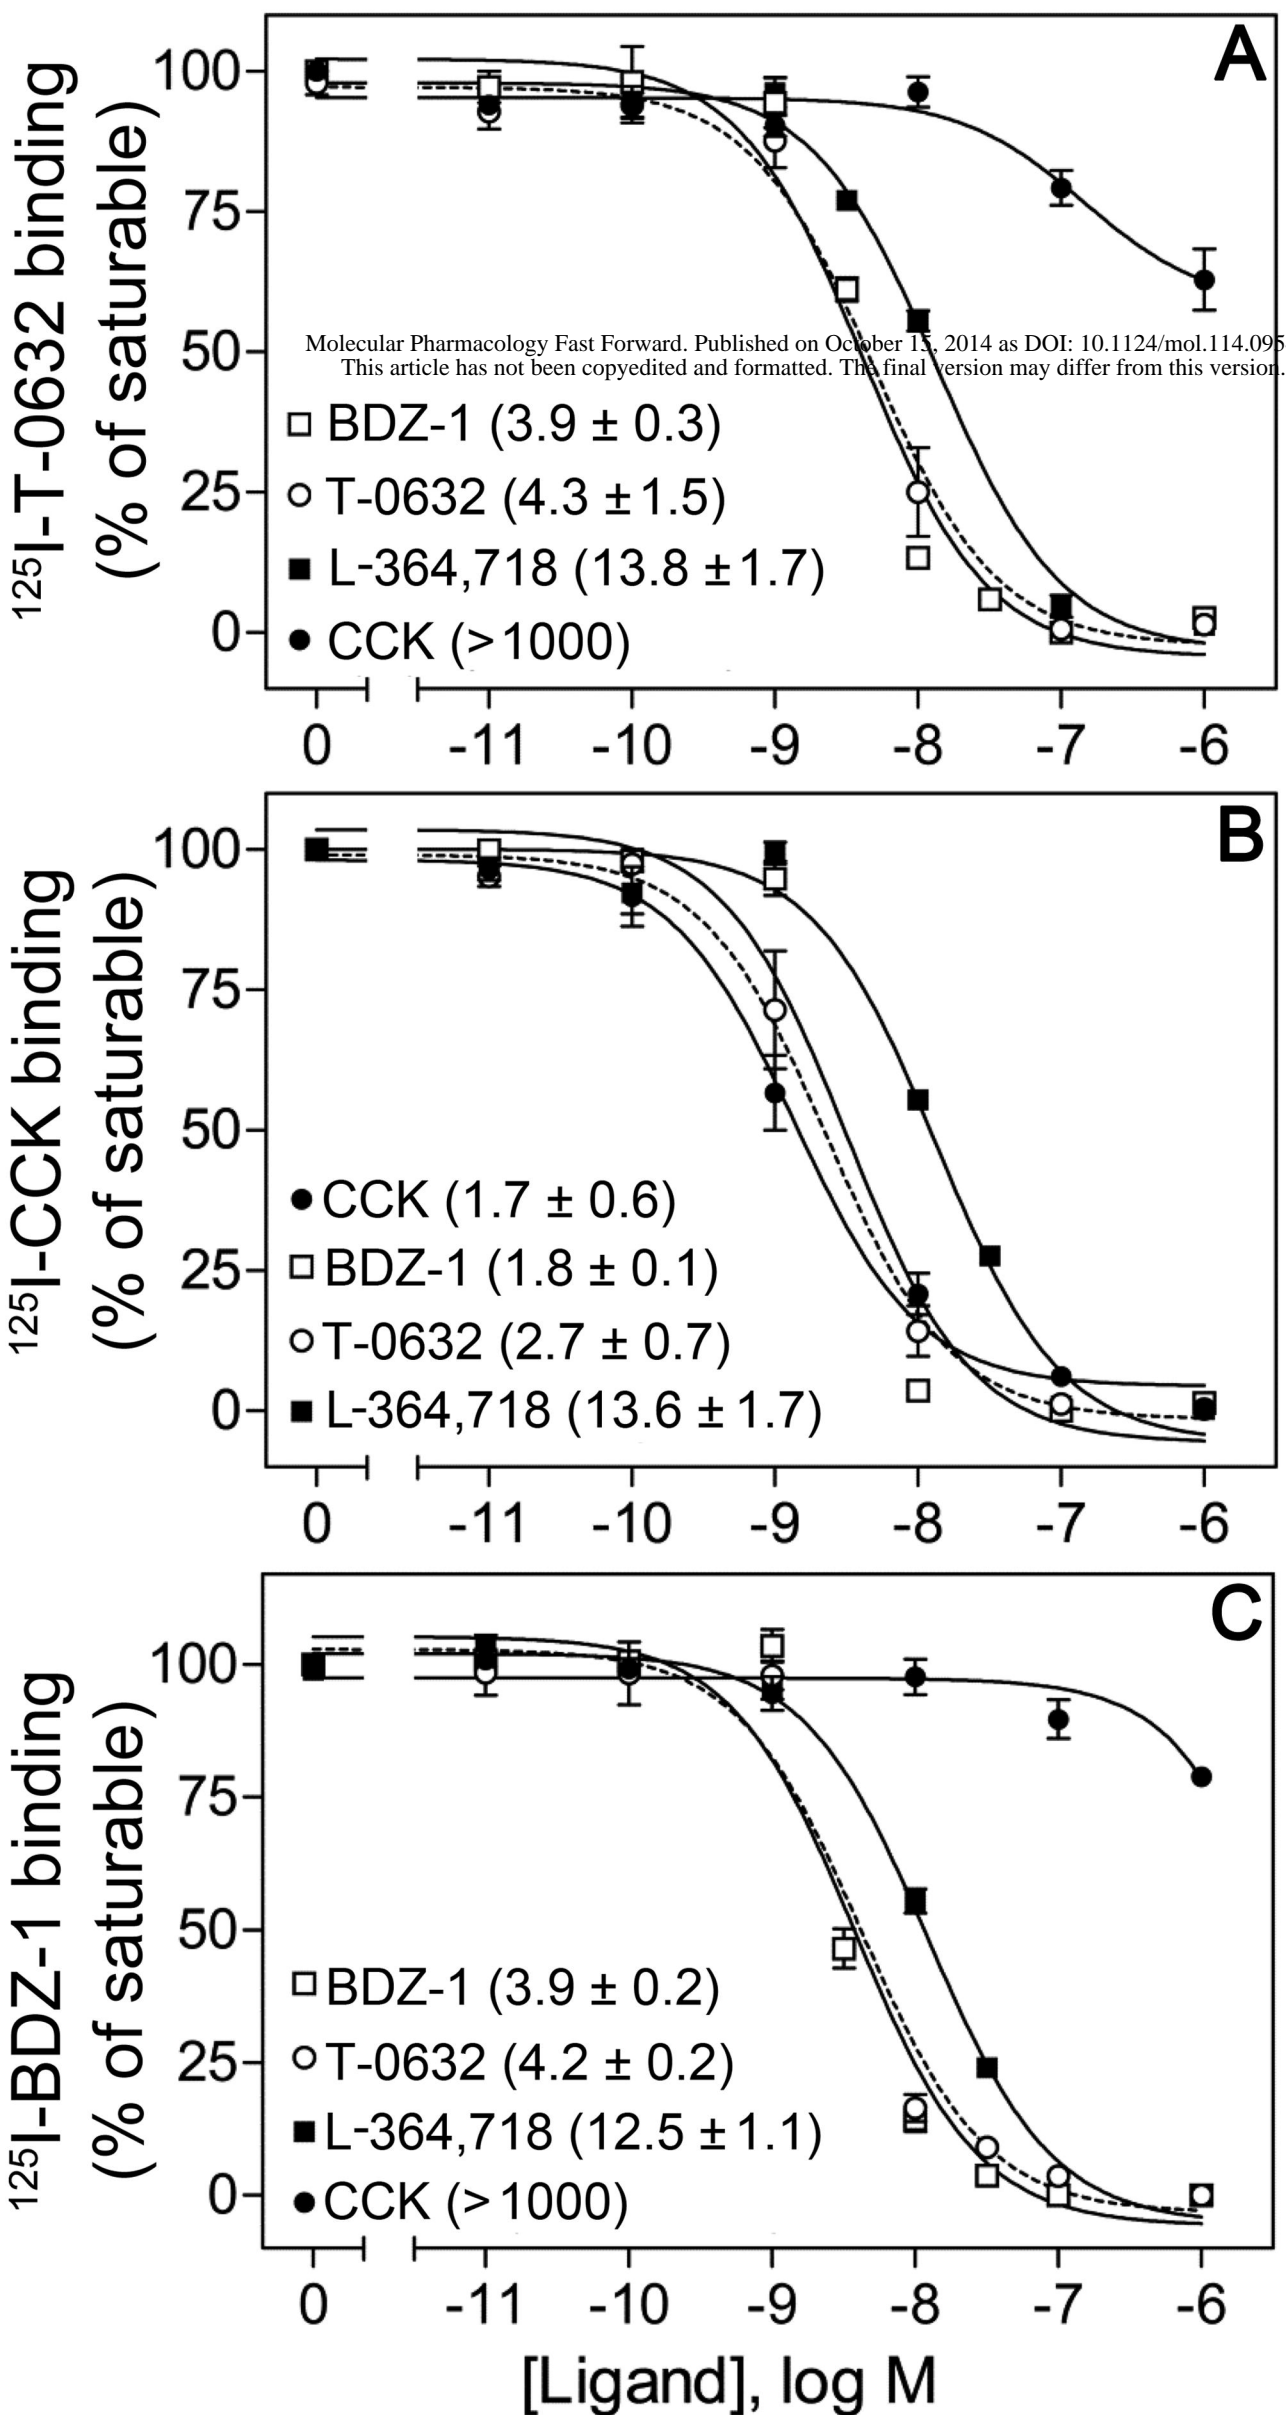 A
125I-T-0632 binding
(% of saturable)
100
75
50
25
0
Molecular Pharmacology Fast Forward. Published on October 15, 2014 as DOI: 10.1124/mol.114.095
This article has not been copyedited and formatted. The final version may differ from this version.
BDZ-1 (3.9 ± 0.3)
T-0632 (4.3 ± 1.5)
L-364,718 (13.8 ± 1.7)
CCK (>1000)
0 -11 -10 -9 -8 -7 -6
B
125I-CCK binding
(% of saturable)
100
75
50
25
0
CCK (1.7 ± 0.6)
BDZ-1 (1.8 ± 0.1)
T-0632 (2.7 ± 0.7)
L-364,718 (13.6 ± 1.7)
0 -11 -10 -9 -8 -7 -6
C
125I-BDZ-1 binding
(% of saturable)
100
75
50
25
0
BDZ-1 (3.9 ± 0.2)
T-0632 (4.2 ± 0.2)
L-364,718 (12.5 ± 1.1)
CCK (>1000)
0 -11 -10 -9 -8 -7 -6
[Ligand], log M